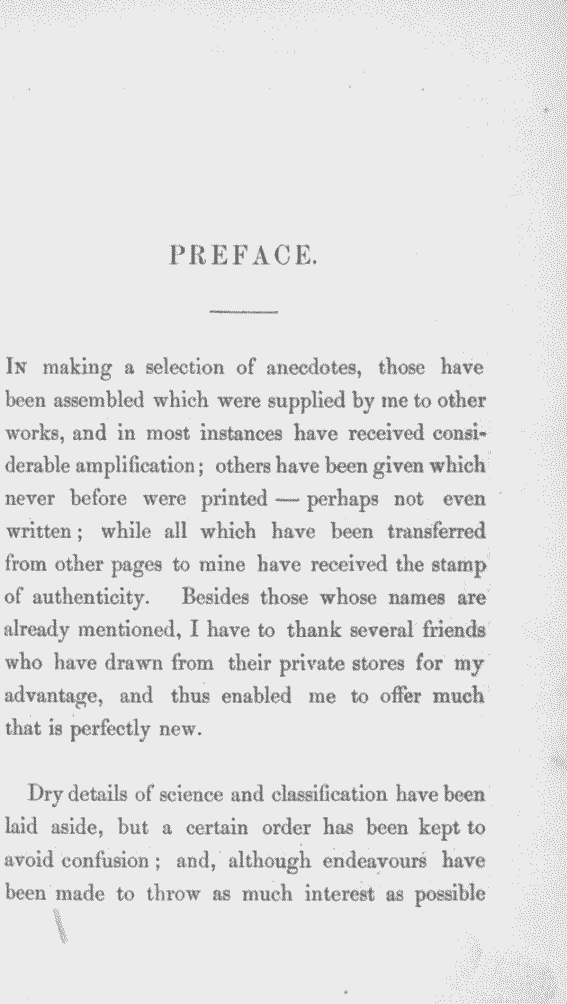 PREFACE.
In making a selection of anecdotes, those have
been assembled which were supplied by me to other
works, and in most instances have received consi-
derable amplification; others have been given which
never before were printed — perhaps not even
written; while all which have been transferred
from other pages to mine have received the stamp
of authenticity. Besides those whose names are
already mentioned, I have to thank several friends
who have drawn from their private stores for my
advantage, and thus enabled me to offer much
that is perfectly new.
Dry details of science and classification have been
laid aside, but a certain order has been kept to
avoid confusion; and, although endeavours have
been made to throw as much interest as possible